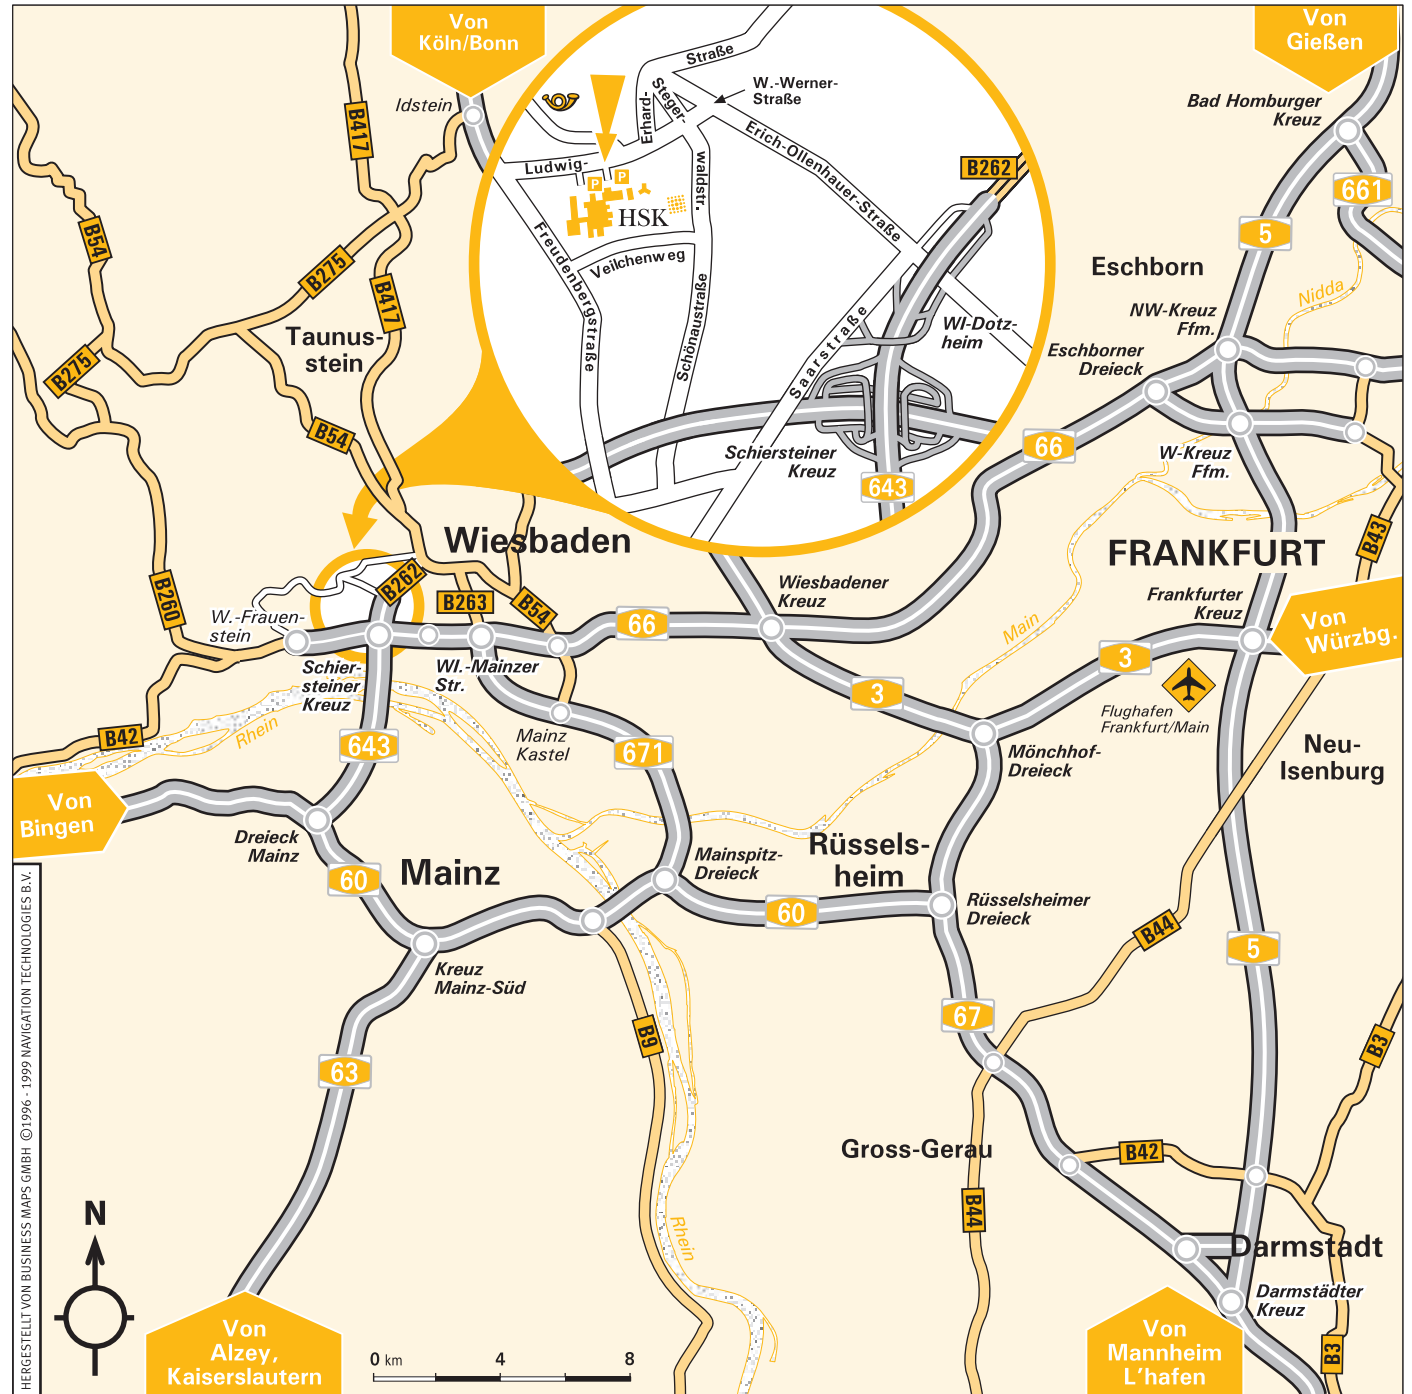 Von
Köln/Bonn
Von
Gießen
Idstein
B417
Straße
Steger-
Erhard-
W.-Werner-
Straße
Erich-Ollenhauer-Straße
Ludwig-
waldstr.
P
P
HSK
Freudenbergstraße
Veilchenweg
Schönaustraße
Saarstraße
B262
WI-Dotz-
heim
Schiersteiner
Kreuz
643
Bad Homburger
Kreuz
661
5
Eschborn
Nidda
NW-Kreuz
Ffm.
Eschborner
Dreieck
66
W-Kreuz
Ffm.
B43
B54
B275
B417
Taunus-
stein
B275
B54
Wiesbaden
FRANKFURT
B260
B262
B263
B54
W.-Frauen-
stein
66
Wiesbadener
Kreuz
Main
Frankfurter
Kreuz
Von
Würzbg.
Schier-
steiner
Kreuz
WI.-Mainzer
Str.
3
3
Flughafen
Frankfurt/Main
B42
Rhein
643
Mainz
Kastel
671
Mönchhof-
Dreieck
Neu-
Isenburg
Von
Bingen
Dreieck
Mainz
60
Mainz
Mainspitz-
Dreieck
Rüssels-
heim
60
Rüsselsheimer
Dreieck
B44
5
Kreuz
Mainz-Süd
67
63
B9
B3
Gross-Gerau
B42
B44
Rhein
Darmstadt
Darmstädter
Kreuz
B3
N
Von
Alzey,
Kaiserslautern
0 km
4
8
Von
Mannheim
L'hafen
HERGESTELLT VON BUSINESS MAPS GMBH ©1996 - 1999 NAVIGATION TECHNOLOGIES B.V.